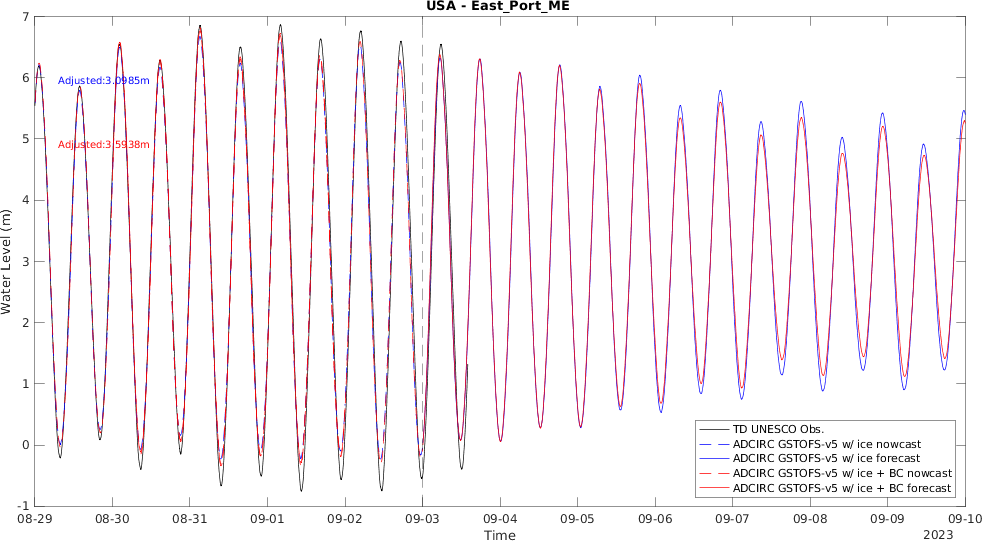 USA - East_Port_ME
7
6
5
4
3
2
1
0
-1
Water Level (m)
Adjusted:3.0985m
Adjusted:3.5938m
TD UNESCO Obs.
ADCIRC GSTOFS-v5 w/ ice nowcast
ADCIRC GSTOFS-v5 w/ ice forecast
ADCIRC GSTOFS-v5 w/ ice + BC nowcast
ADCIRC GSTOFS-v5 w/ ice + BC forecast
08-29 08-30 08-31 09-01 09-02 09-03 09-04 09-05 09-06 09-07 09-08 09-09 09-10
Time
2023